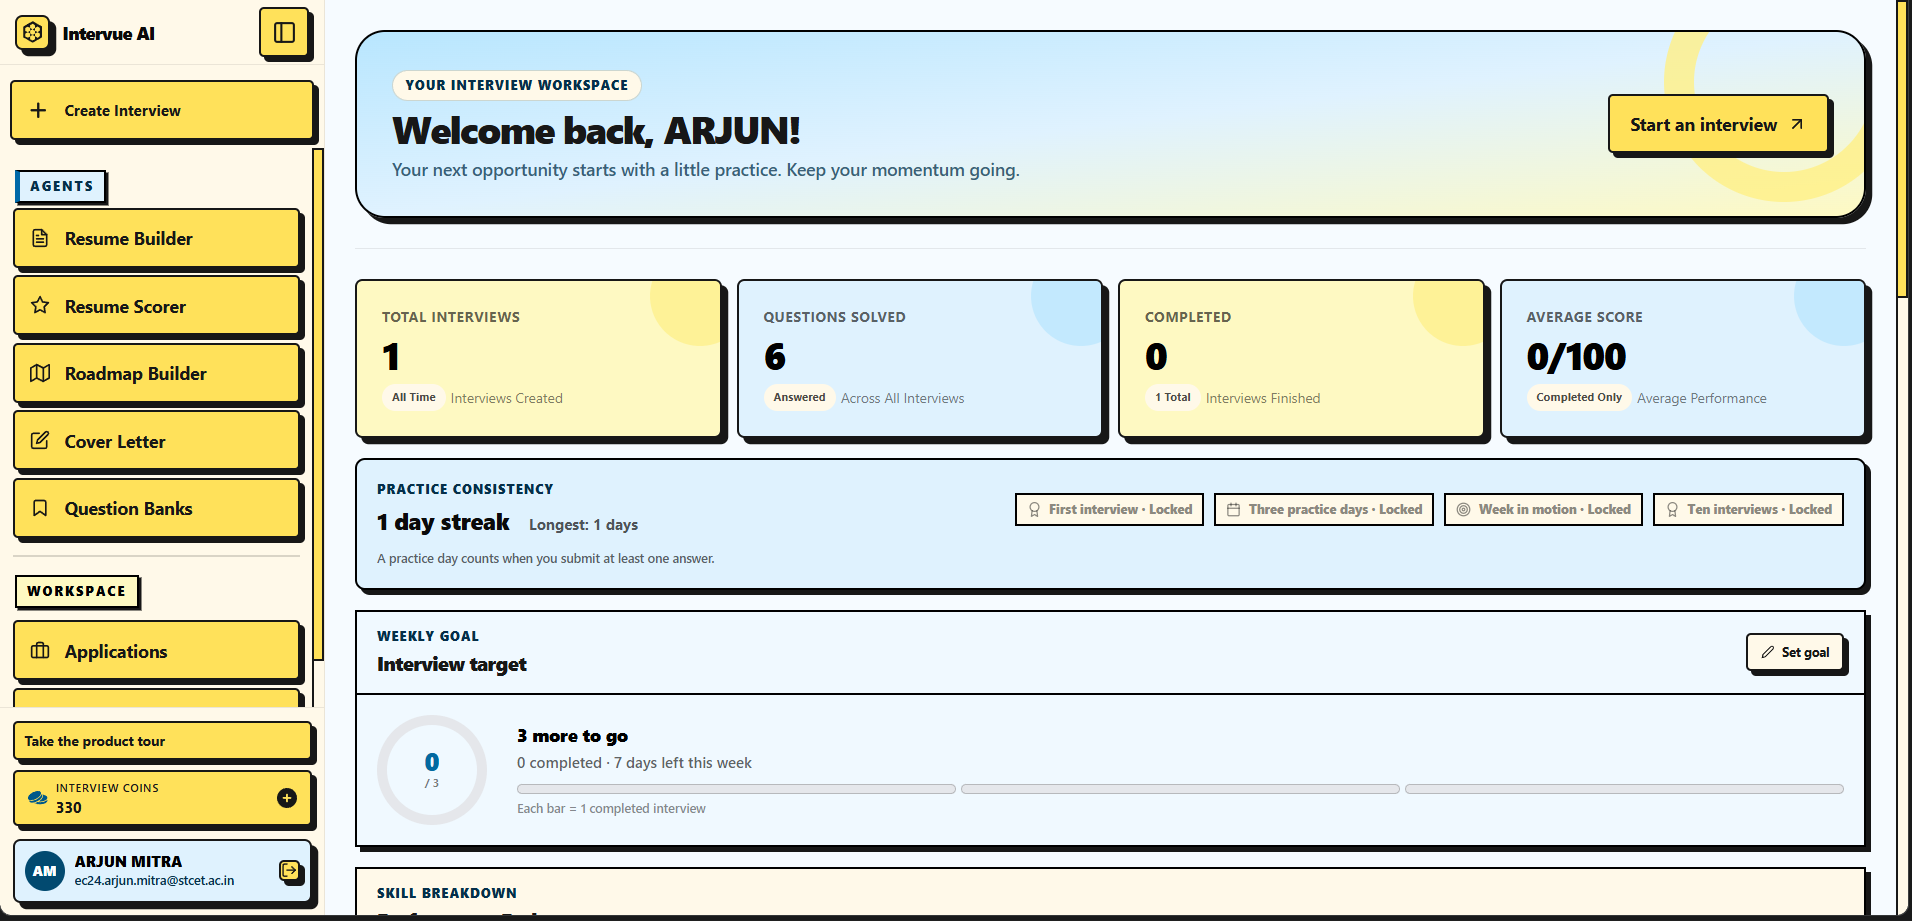 Intervue AI
Create Interview
AGENTS
Resume Builder
Resume Scorer
Roadmap Builder
Cover Letter
Question Banks
WORKSPACE
Applications
Take the product tour
INTERVIEW COINS
330
AM
ARJUN MITRA
ec24.arjun.mitra@stcet.ac.in
YOUR INTERVIEW WORKSPACE
Welcome back, ARJUN!
Your next opportunity starts with a little practice. Keep your momentum going.
Start an interview
TOTAL INTERVIEWS
1
All Time Interviews Created
QUESTIONS SOLVED
6
Answered Across All Interviews
COMPLETED
0
1 Total Interviews Finished
AVERAGE SCORE
0/100
Completed Only Average Performance
PRACTICE CONSISTENCY
1 day streak Longest: 1 days
A practice day counts when you submit at least one answer.
First interview · Locked
Three practice days · Locked
Week in motion · Locked
Ten interviews · Locked
WEEKLY GOAL
Interview target
Set goal
0
/ 3
3 more to go
0 completed · 7 days left this week
Each bar = 1 completed interview
SKILL BREAKDOWN